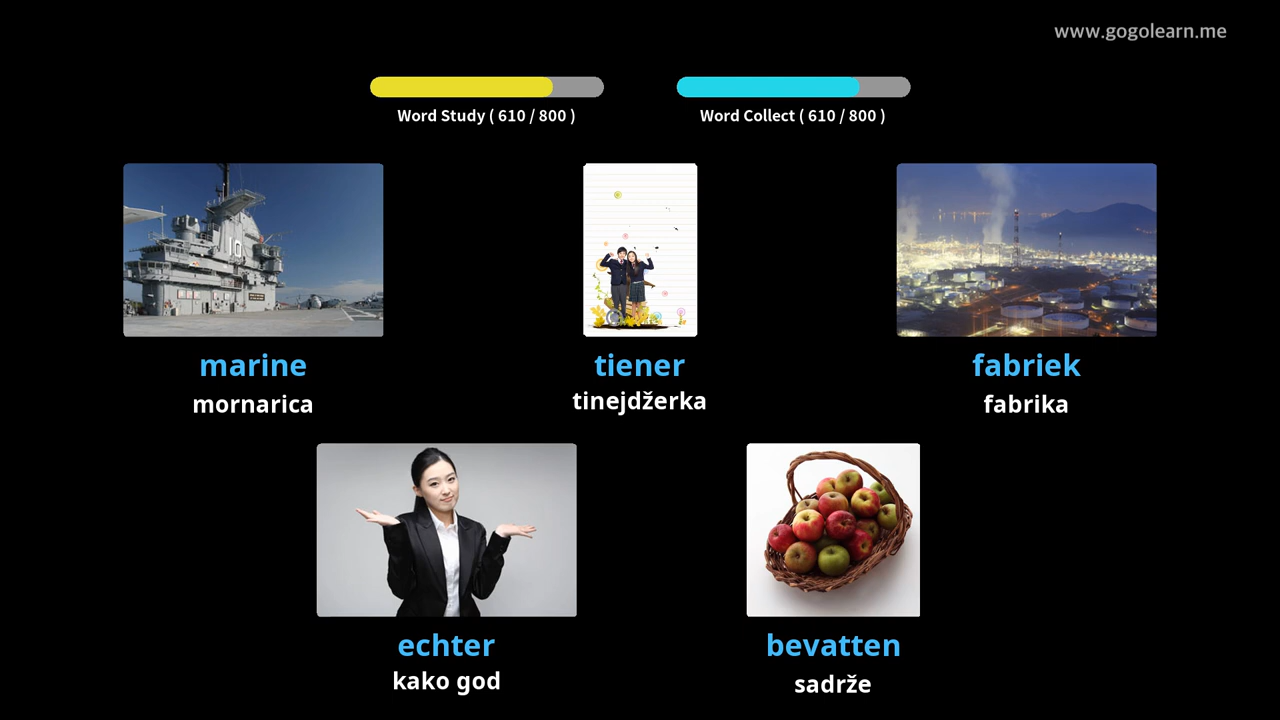 www.gogolearn.me
Word Study ( 610 / 800 )
Word Collect ( 610 / 800 )
10
marine
tiener
fabriek
mornarica
tinejdžerka
fabrika
echter
bevatten
kako god
sadrže